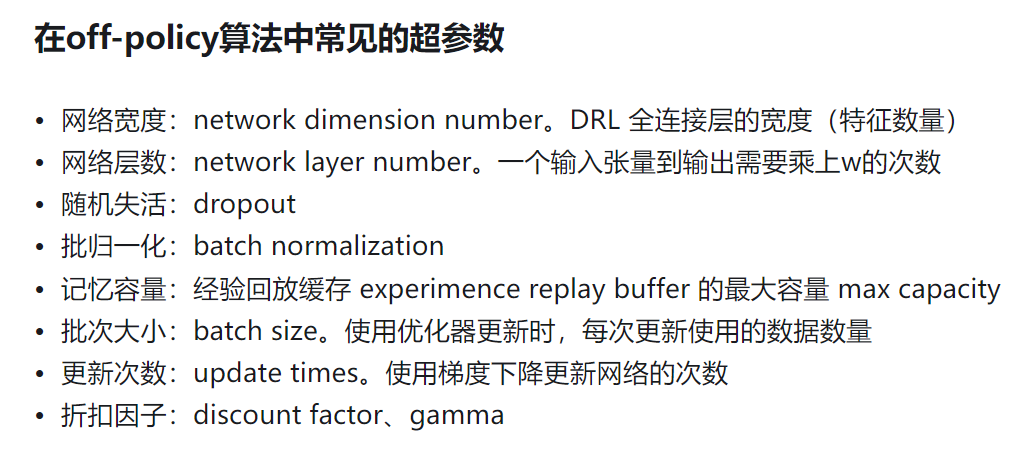 在off-policy算法中常见的超参数
• 网络宽度：network dimension number。DRL 全连接层的宽度（特征数量）
• 网络层数：network layer number。一个输入张量到输出需要乘上w的次数
• 随机失活：dropout
• 批归一化：batch normalization
• 记忆容量：经验回放缓存 experimence replay buffer 的最大容量 max capacity
• 批次大小：batch size。使用优化器更新时，每次更新使用的数据数量
• 更新次数：update times。使用梯度下降更新网络的次数
• 折扣因子：discount factor、gamma